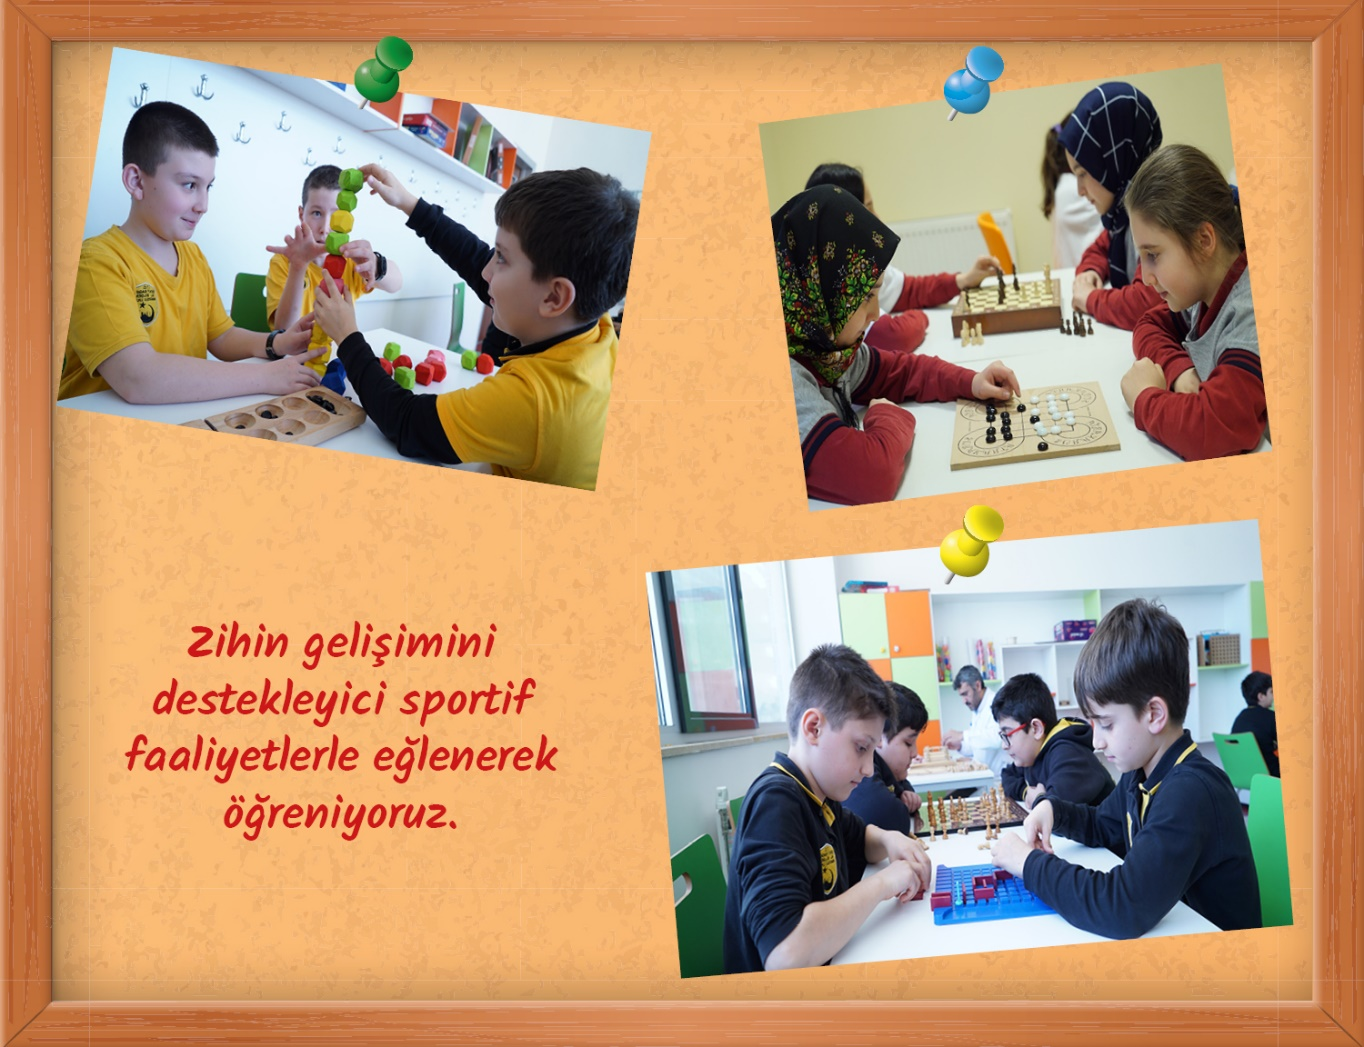 Zihin gelişimini
destekleyici sportif
faaliyetlerle eğlenerek
öğreniyoruz.